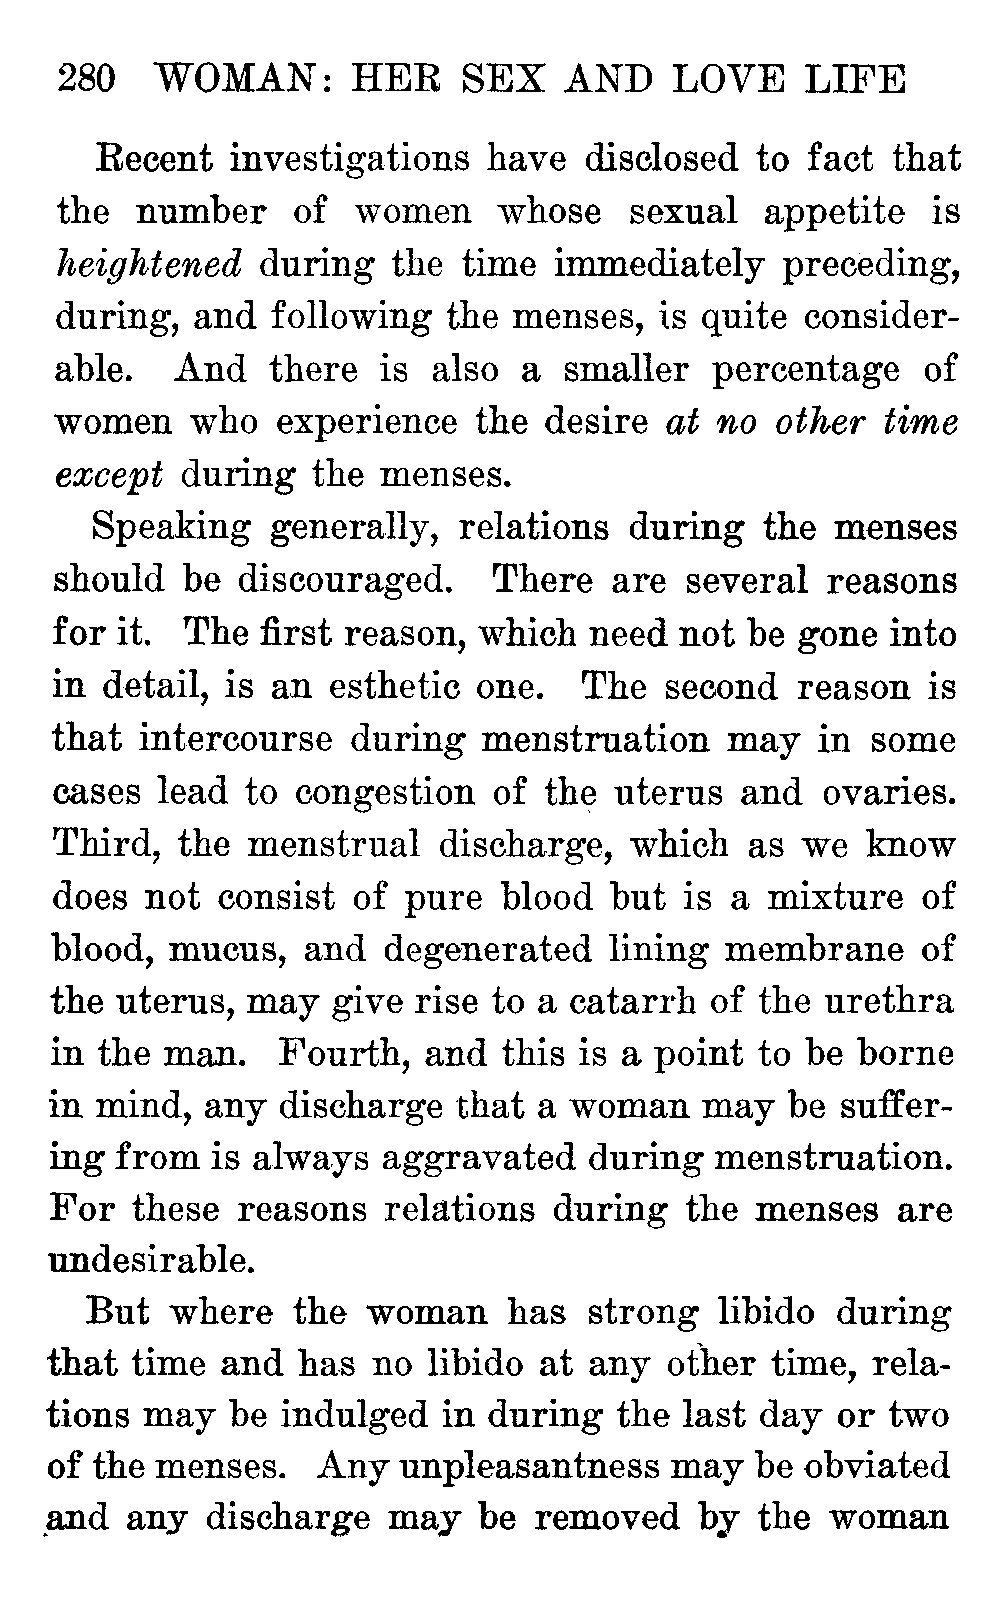 280 WOMAN: HER SEX AND LOVE LIFE
Recent investigations have disclosed to fact that
the number of women whose sexual appetite is
heightened during the time immediately preceding,
during, and following the menses, is quite consider-
able. And there is also a smaller percentage of
women who experience the desire at no other time
except during the menses.
Speaking generally, relations during the menses
should be discouraged. There are several reasons
for it. The first reason, which need not be gone into
in detail, is an esthetic one. The second reason is
that intercourse during menstruation may in some
cases lead to congestion of the uterus and ovaries.
Third, the menstrual discharge, which as we know
does not consist of pure blood but is a mixture of
blood, mucus, and degenerated lining membrane of
the uterus, may give rise to a catarrh of the urethra
in the man. Fourth, and this is a point to be borne
in mind, any discharge that a woman may be suffer-
ing from is always aggravated during menstruation.
For these reasons relations during the menses are
undesirable.
But where the woman has strong libido during
that time and has no libido at any other time, rela-
tions may be indulged in during the last day or two
of the menses. Any unpleasantness may be obviated
and any discharge may be removed by the woman